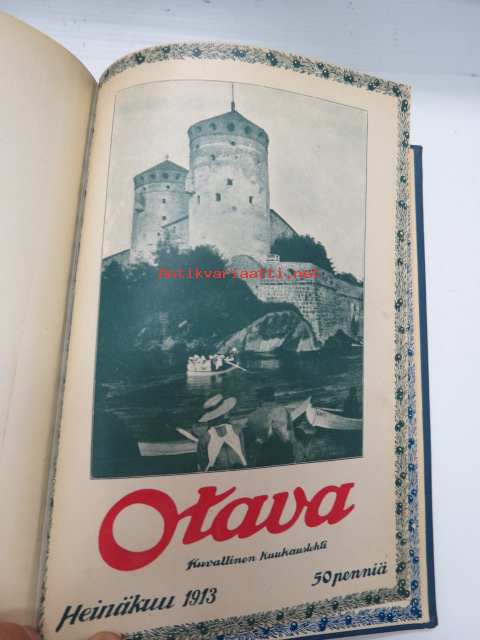 Antikvariaatti.net
Otava
Kuvallinen Kuukauslehti
50 penniä
Heinäkuu 1913